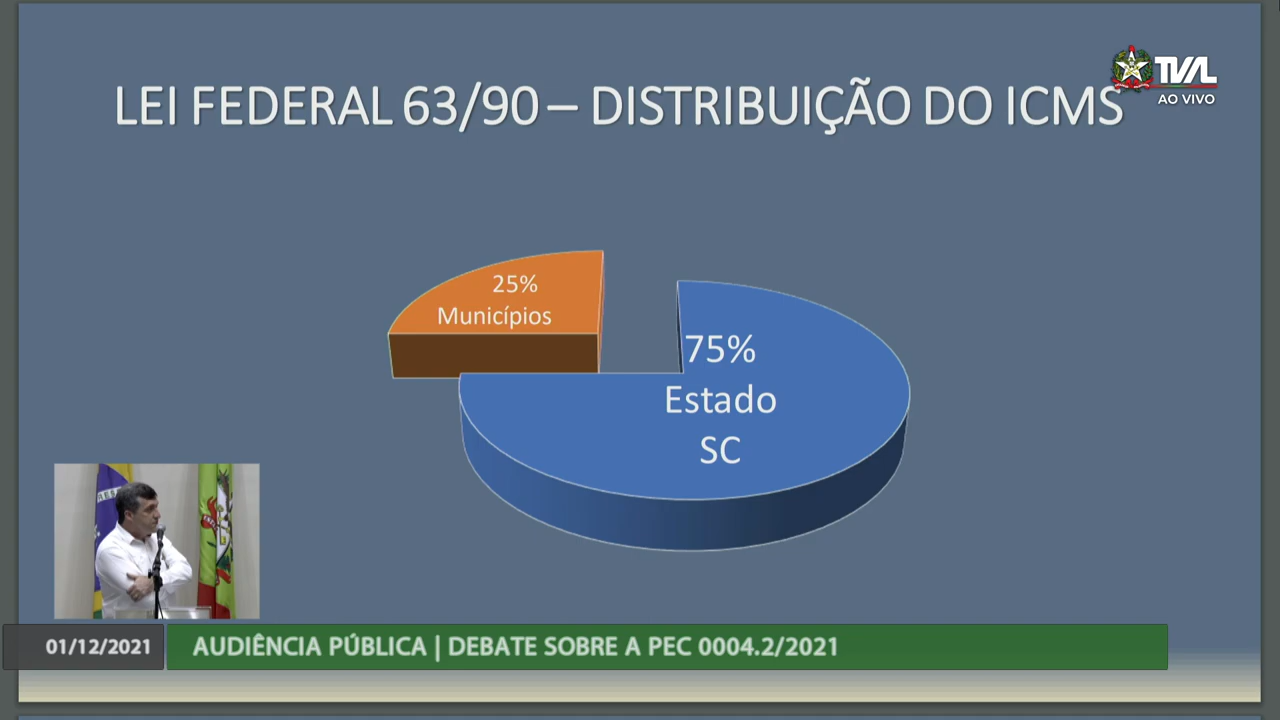 LEI FEDERAL 63/90 – DISTRIBUIÇÃO DO ICMS
TVAL
AO VIVO
25%
Municípios
75%
Estado
SC
01/12/2021
AUDIÊNCIA PÚBLICA | DEBATE SOBRE A PEC 0004.2/2021